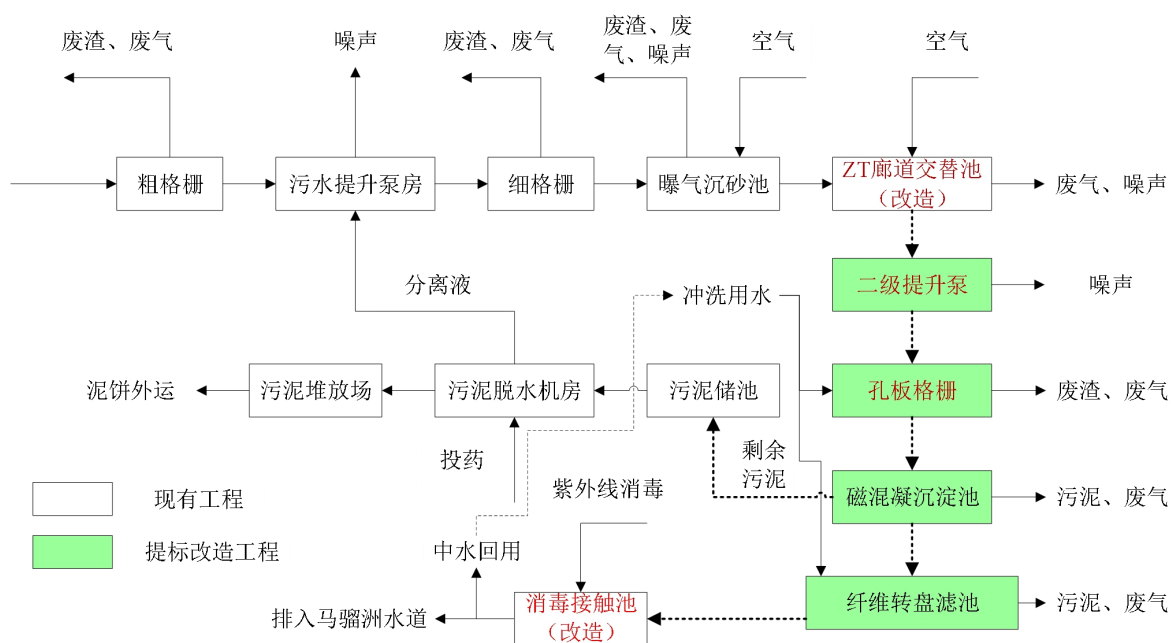 废渣、废气
噪声
废渣、废气
废渣、废
气、噪声
空气
空气
粗格栅
污水提升泵房
细格栅
曝气沉砂池
ZT廊道交替池
（改造）
废气、噪声
分离液
冲洗用水
二级提升泵
噪声
泥饼外运
污泥堆放场
污泥脱水机房
污泥储池
孔板格栅
废渣、废气
投药
剩余
污泥
紫外线消毒
磁混凝沉淀池
污泥、废气
现有工程
提标改造工程
中水回用
排入马骝洲水道
消毒接触池
（改造）
纤维转盘滤池
污泥、废气